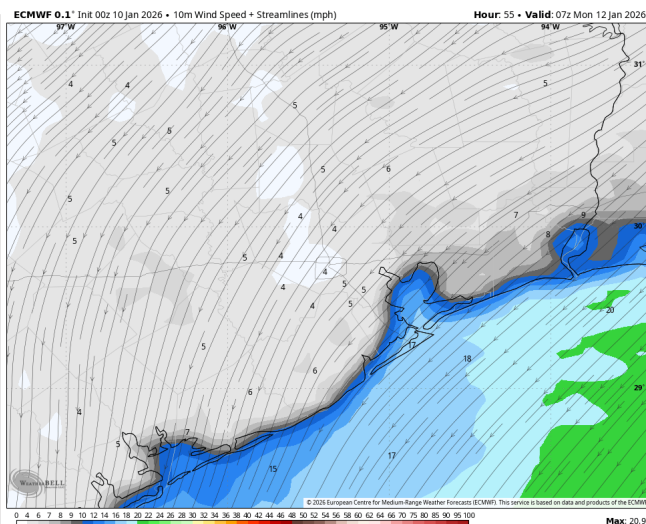 ECMWF 0.1° Init 00z 10 Jan 2026 • 10m Wind Speed + Streamlines (mph)
Hour: 55 • Valid: 07z Mon 12 Jan 2026
97°W 96°W 95°W 94°W
31°
4 4 5
5
5
5
5 6
5
5
4 7 9
4 8 30°
5
5 4
4
4 5 5
4 5 20
17
5 18
6 29°
6
4
7
5
17
15
WeatherBELL
© 2026 European Centre for Medium-Range Weather Forecasts (ECMWF). This service is based on data and products of the ECMWF
0 4 6 7 8 9 10 12 14 16 18 20 22 24 26 28 30 32 34 36 38 40 42 44 46 48 50 52 54 56 58 60 65 70 75 80 85 90 95 100
Max: 20.9